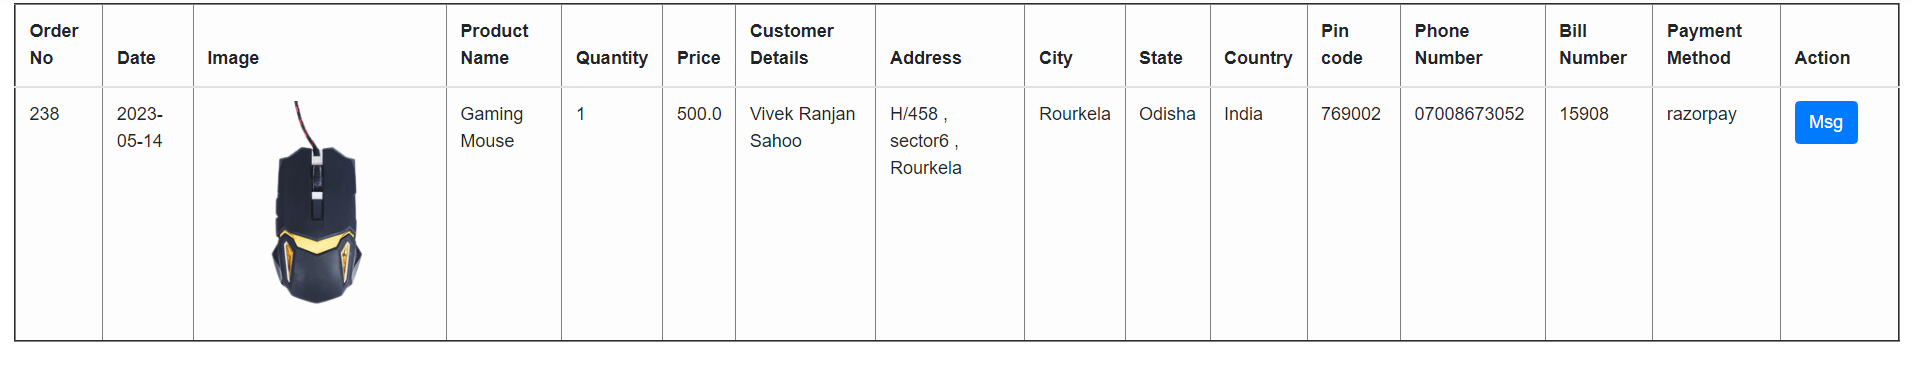 Order No Date Image Product Name Quantity Price Customer Details Address City State Country Pin code Phone Number Bill Number Payment Method Action
238 2023-05-14 Gaming Mouse 1 500.0 Vivek Ranjan Sahoo H/458 , sector6 , Rourkela Rourkela Odisha India 769002 07008673052 15908 razorpay Msg